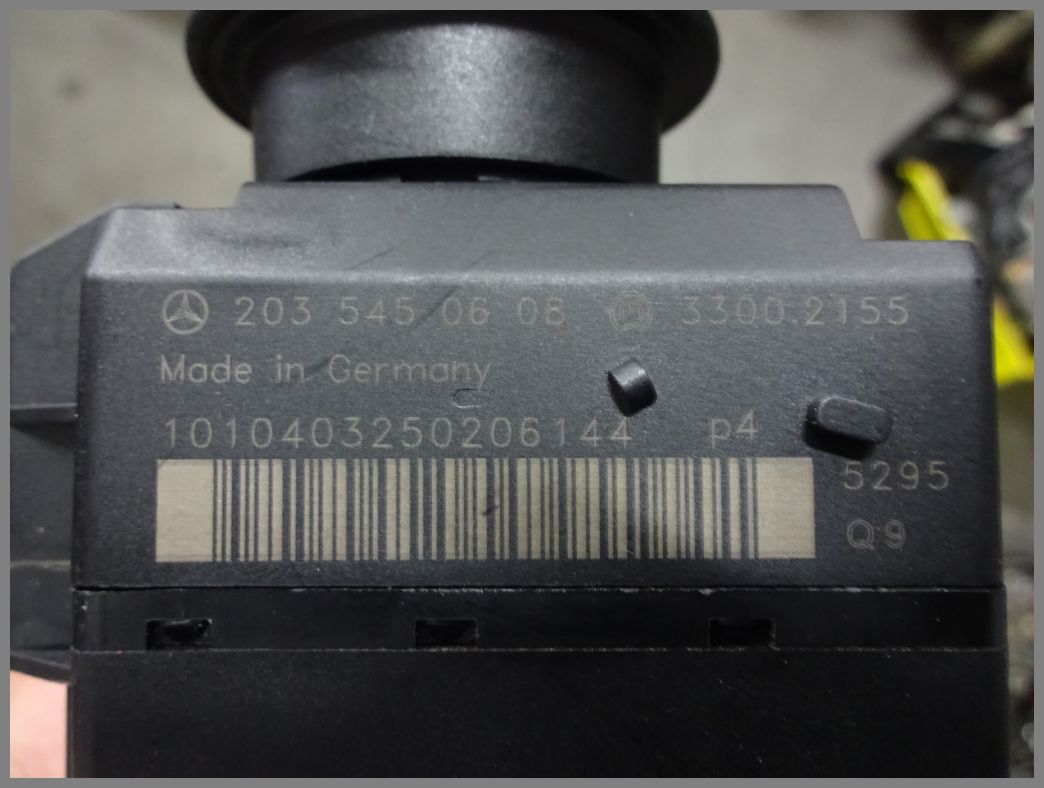 203 545 06 08 3300.2155
Made in Germany
1010403250206144 p4
5295
Q9